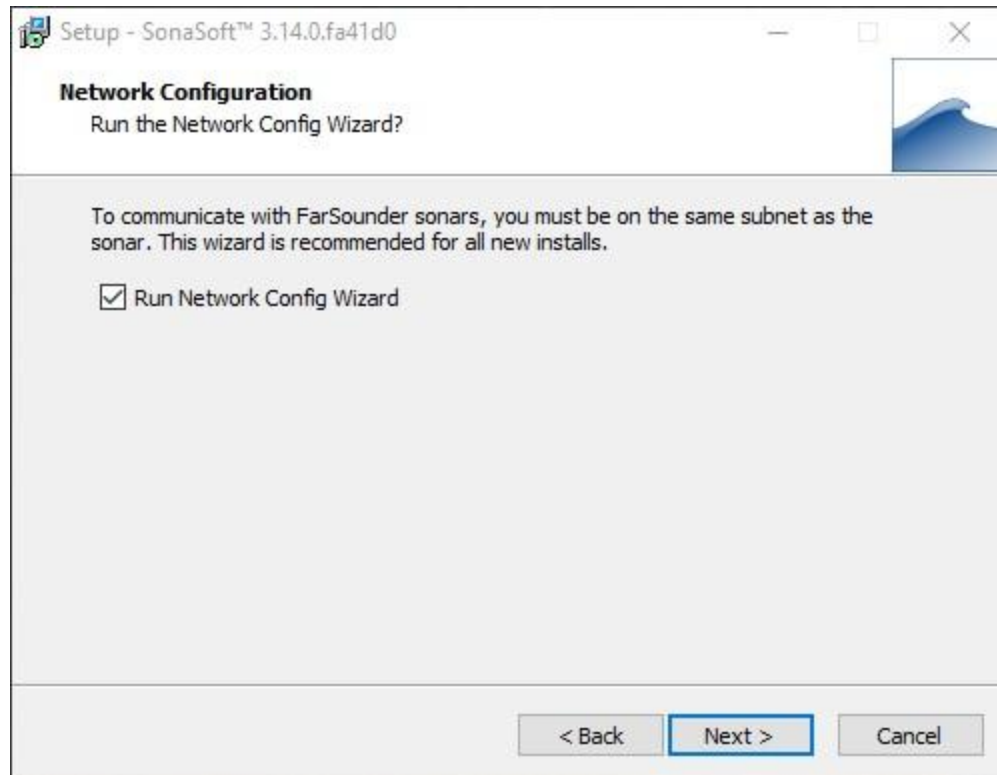 Setup - SonaSoft™ 3.14.0.fa41d0
Network Configuration
Run the Network Config Wizard?
To communicate with FarSounder sonars, you must be on the same subnet as the
sonar. This wizard is recommended for all new installs.
Run Network Config Wizard
< Back
Next >
Cancel